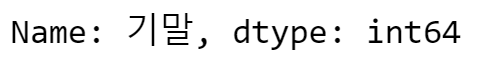 Name: 기말, dtype: int64